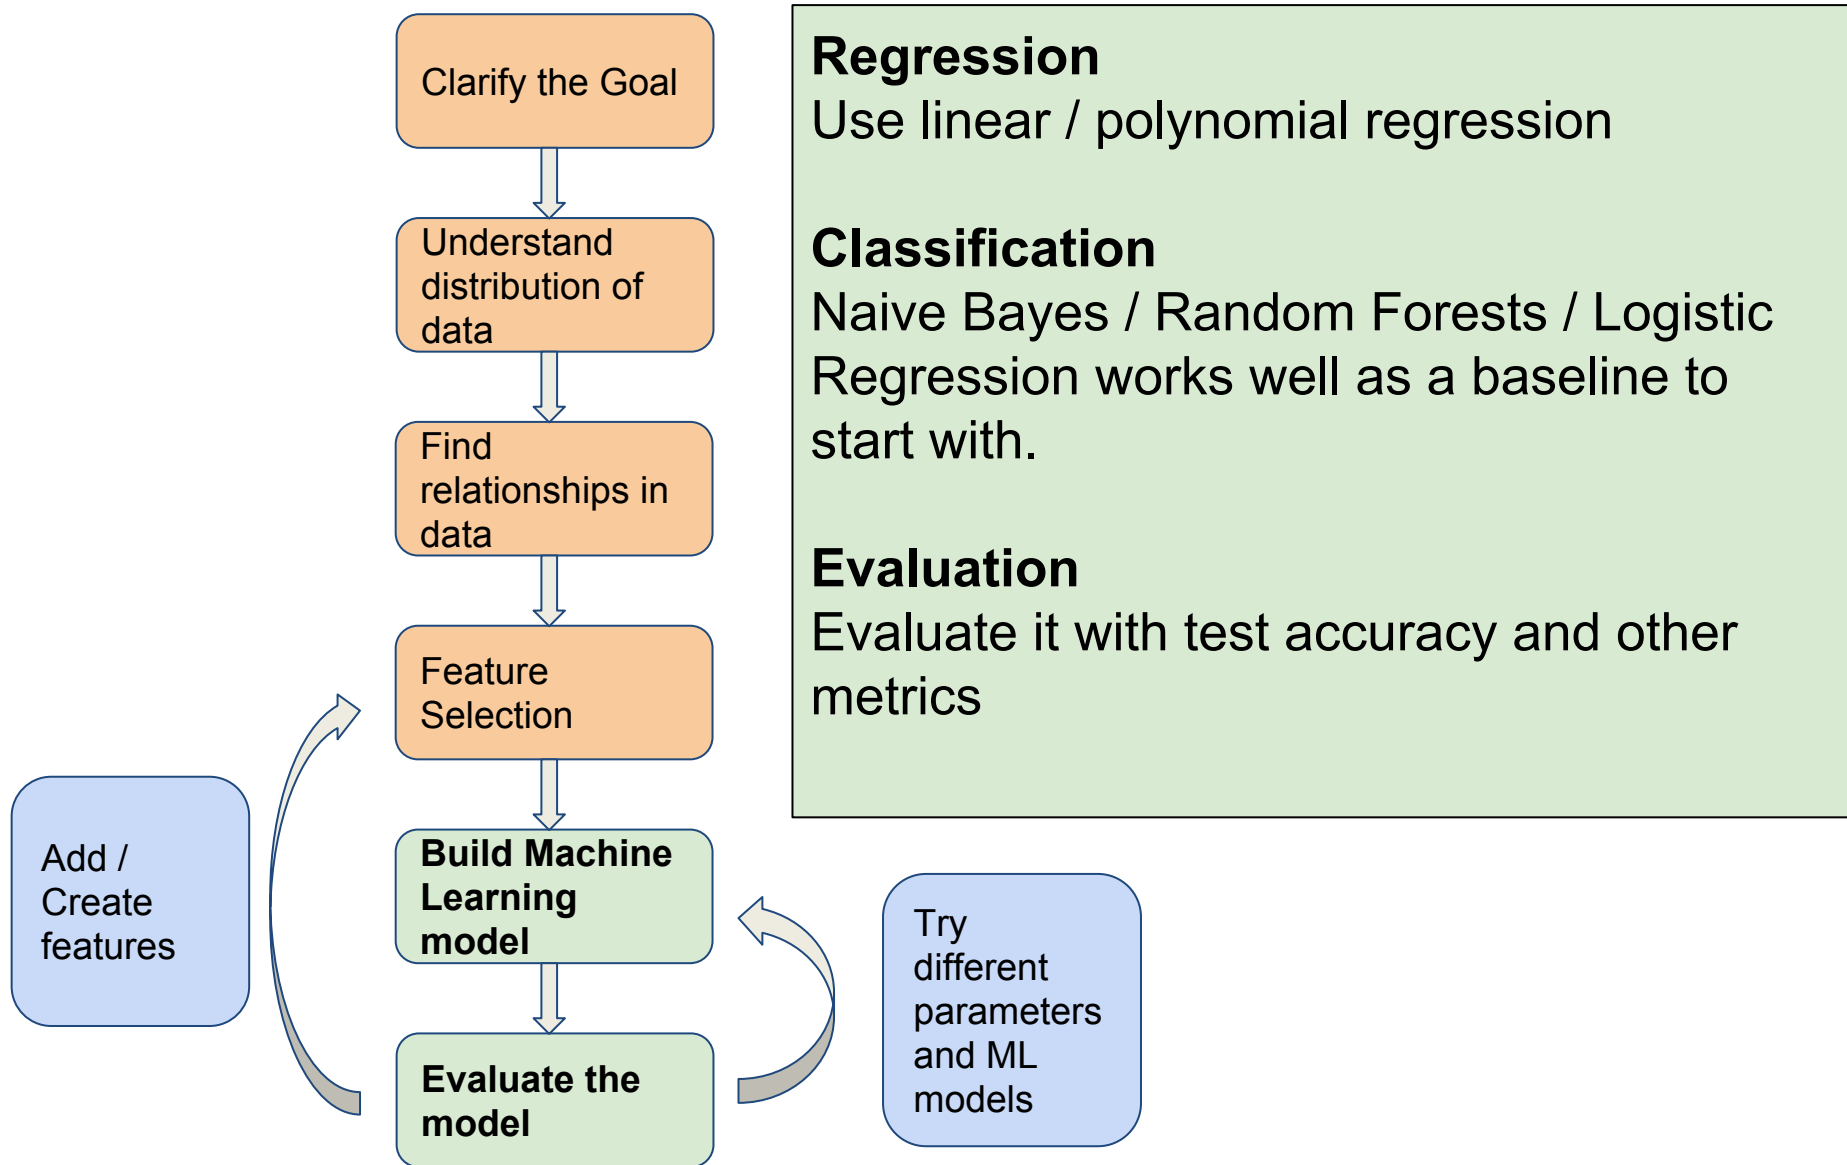 Clarify the Goal
Understand
distribution of
data
Find
relationships in
data
Feature
Selection
Build Machine
Learning
model
Evaluate the
model
Add /
Create
features
Try
different
parameters
and ML
models
Regression
Use linear / polynomial regression
Classification
Naive Bayes / Random Forests / Logistic
Regression works well as a baseline to
start with.
Evaluation
Evaluate it with test accuracy and other
metrics